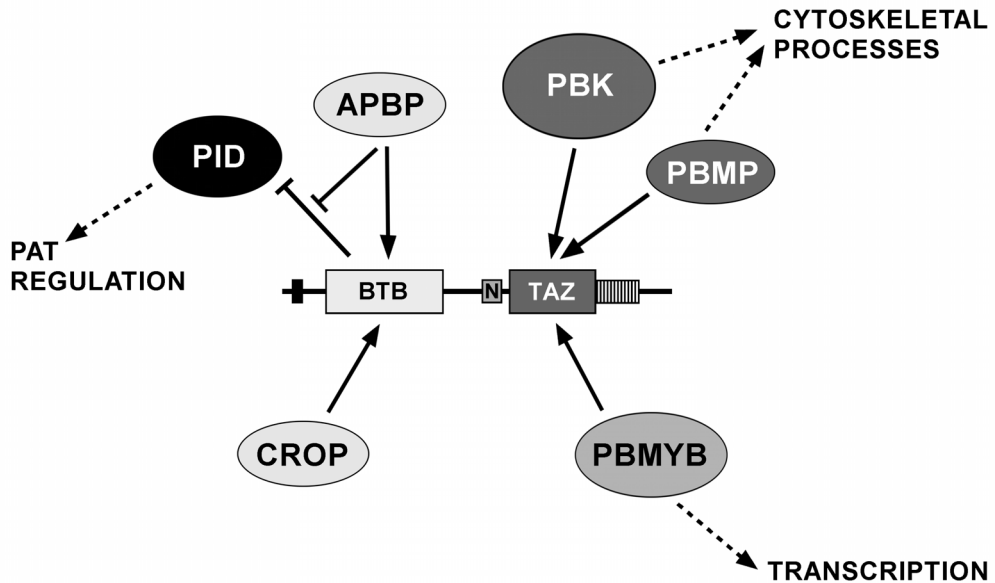 CYTOSKELETAL
PROCESSES
PBK
APBP
PID
PBMP
PAT
REGULATION
BTB
N
TAZ
CROP
PBMYB
TRANSCRIPTION